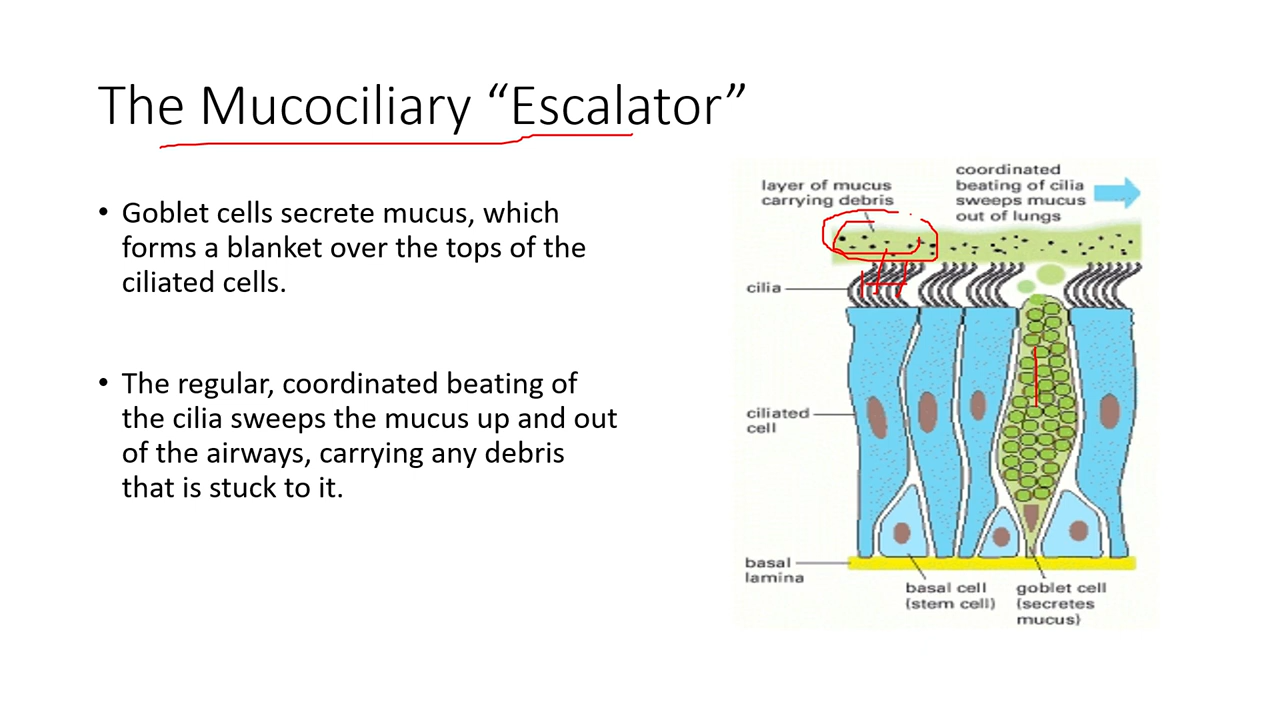 The Mucociliary “Escalator”
• Goblet cells secrete mucus, which
forms a blanket over the tops of the
ciliated cells.
• The regular, coordinated beating of
the cilia sweeps the mucus up and out
of the airways, carrying any debris
that is stuck to it.
layer of mucus
carrying debris
coordinated
beating of cilia
sweeps mucus
out of lungs
cilia
ciliated
cell
basal
lamina
basal cell
(stem cell)
goblet cell
(secretes
mucus)